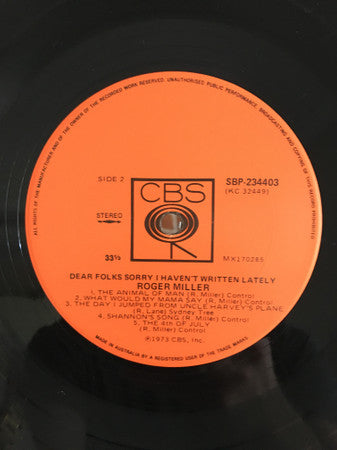 ALL RIGHTS OF THE MANUFACTURER AND OF THE OWNER OF THE RECORDED WORK RESERVED. UNAUTHORISED PUBLIC PERFORMANCE, BROADCASTING AND COPYING OF THIS RECORD PROHIBITED
SIDE 2
CBS
SBP-234403
(KC 32449)
STEREO
33⅓
MX170285
DEAR FOLKS SORRY I HAVEN'T WRITTEN LATELY
ROGER MILLER
1. THE ANIMAL OF MAN (R. Miller) Control
2. WHAT WOULD MY MAMA SAY (R. Miller) Control
3. THE DAY I JUMPED FROM UNCLE HARVEY'S PLANE
(R. Lane) Sydney Tree
4. SHANNON'S SONG (R. Miller) Control
5. THE 4th OF JULY
(R. Miller) Control
℗1973 CBS, Inc.
MADE IN AUSTRALIA BY A REGISTERED USER OF THE TRADE MARKS